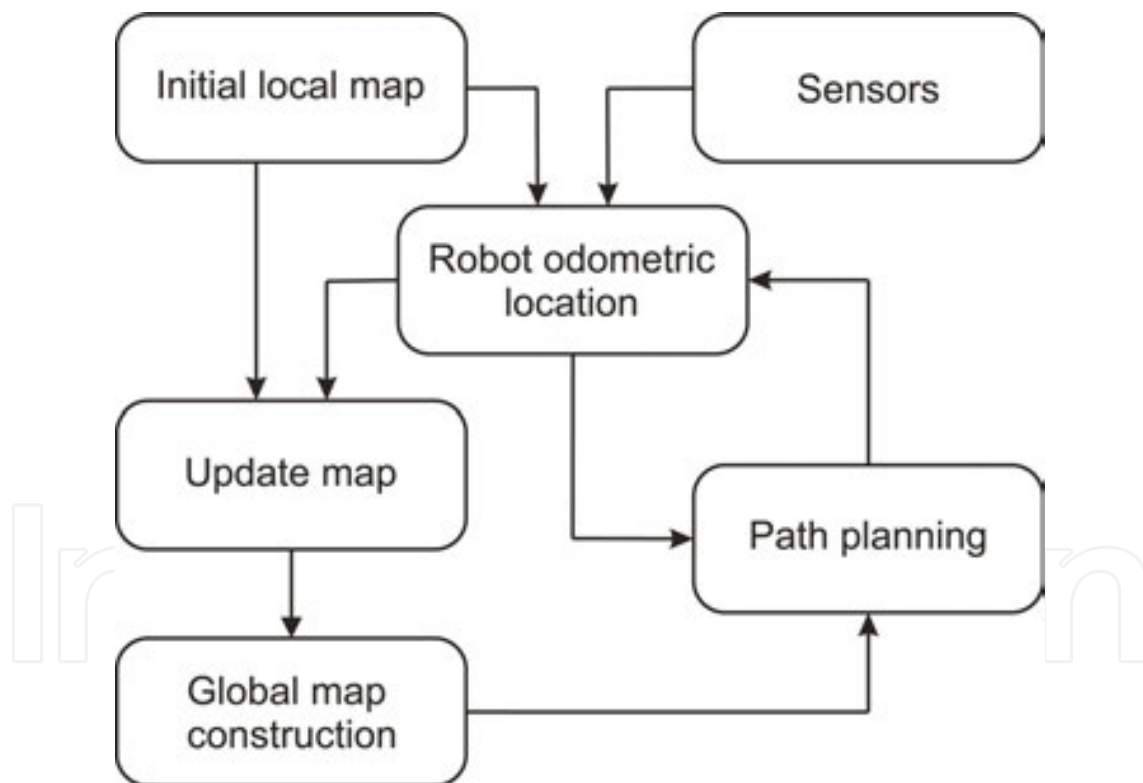 Initial local map
Sensors
Robot odometric
location
Update map
Path planning
Global map
construction